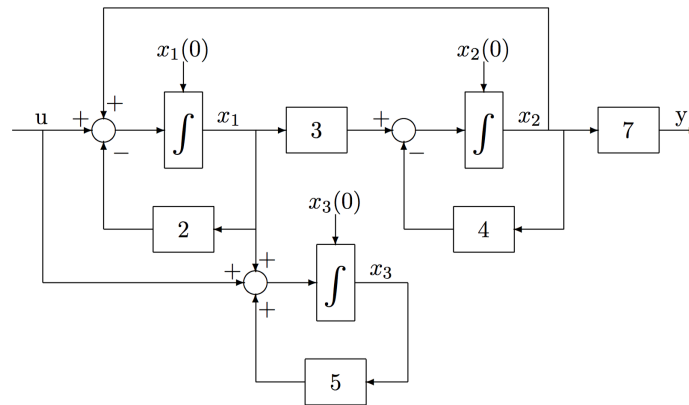 x₁(0) x₂(0)
+
u + ∫ x₁ 3 + ∫ x₂ 7 y
− −
2 4
x₃(0)
+
+ ∫ x₃
+
5